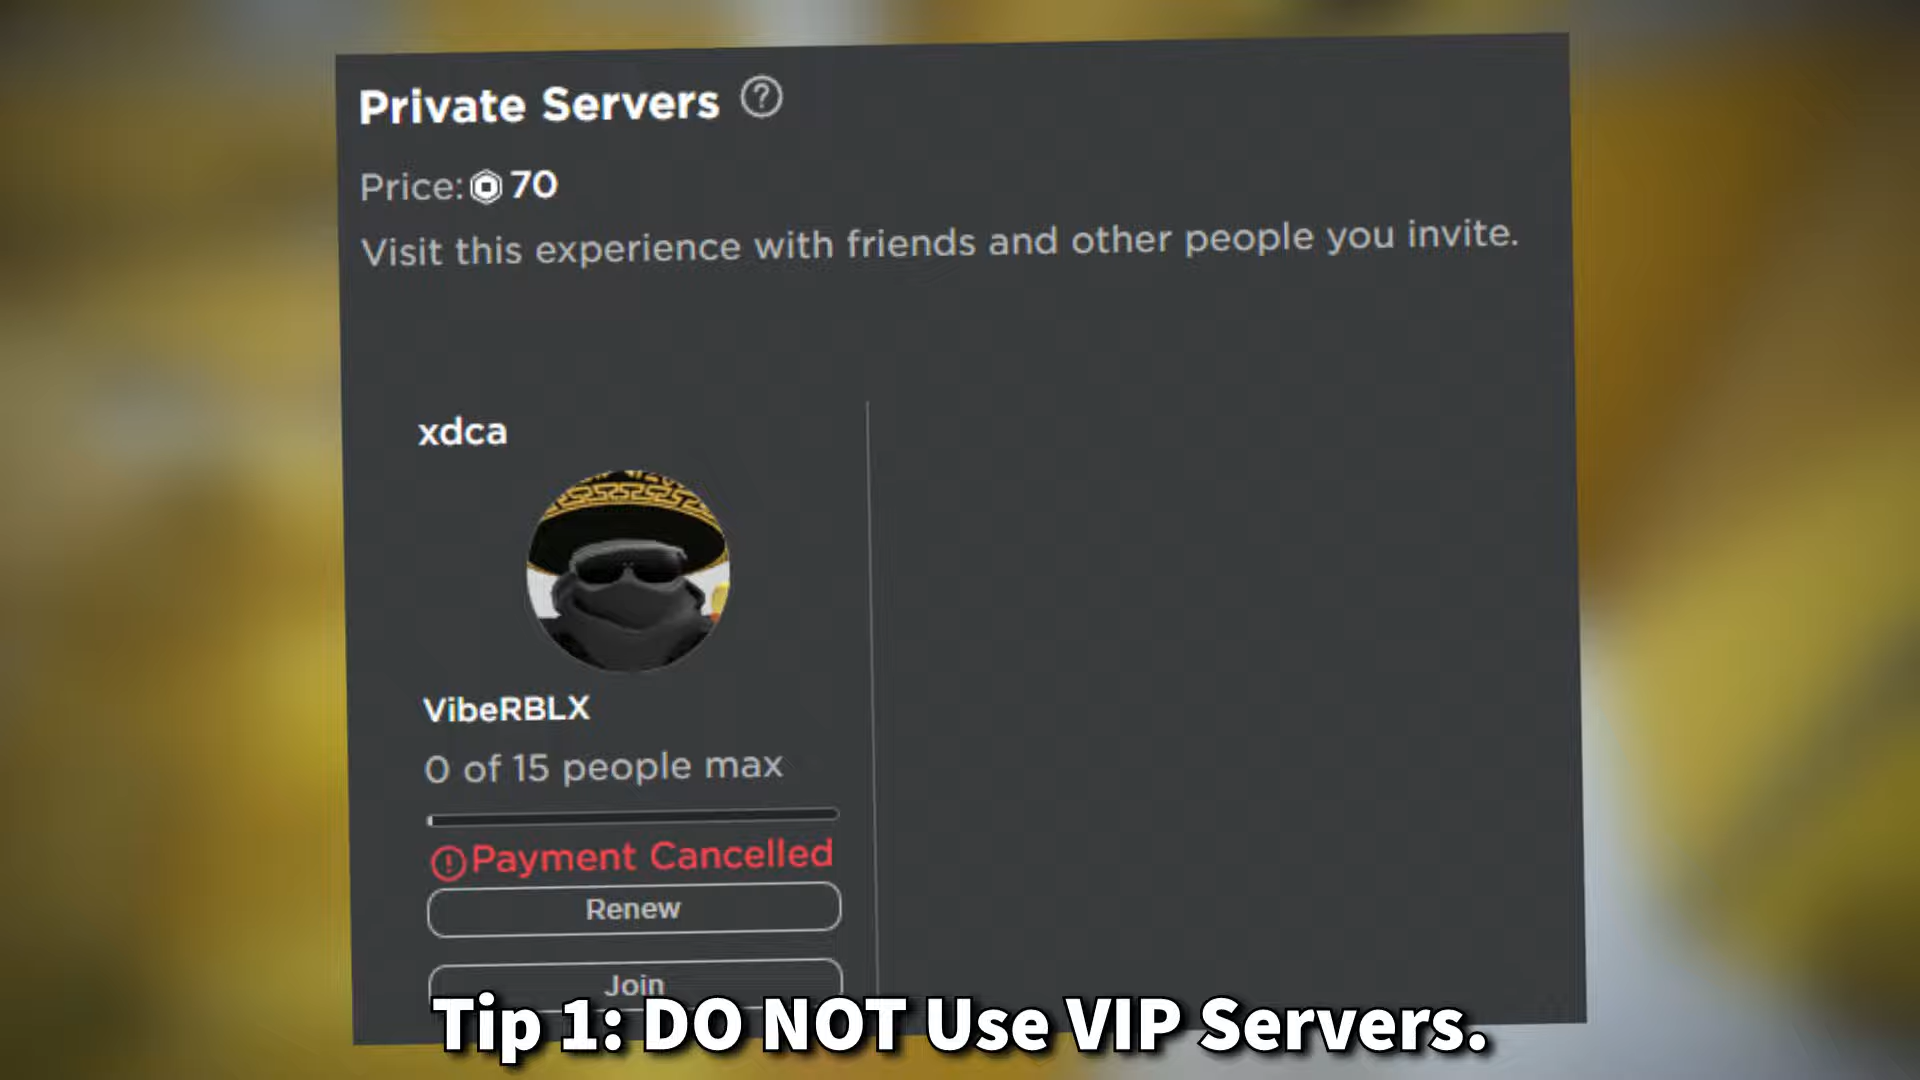 Private Servers
Price: 70
Visit this experience with friends and other people you invite.
xdca
VibeRBLX
0 of 15 people max
Payment Cancelled
Renew
Join
Tip 1: DO NOT Use VIP Servers.